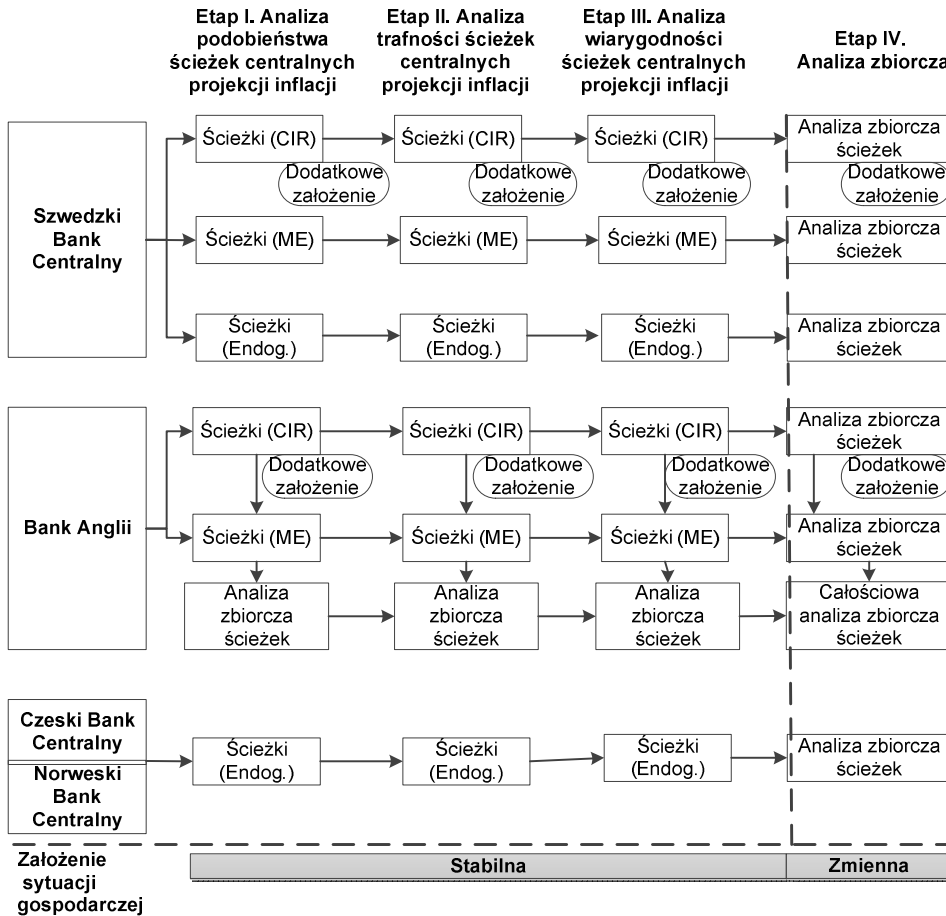 Etap I. Analiza
podobieństwa
ścieżek centralnych
projekcji inflacji
Etap II. Analiza
trafności ścieżek
centralnych
projekcji inflacji
Etap III. Analiza
wiarygodności
ścieżek centralnych
projekcji inflacji
Etap IV.
Analiza zbiorcza
Szwedzki
Bank
Centralny
Ścieżki (CIR)
Ścieżki (CIR)
Ścieżki (CIR)
Analiza zbiorcza
ścieżek
Dodatkowe
założenie
Dodatkowe
założenie
Dodatkowe
założenie
Dodatkowe
założenie
Ścieżki (ME)
Ścieżki (ME)
Ścieżki (ME)
Analiza zbiorcza
ścieżek
Ścieżki
(Endog.)
Ścieżki
(Endog.)
Ścieżki
(Endog.)
Analiza zbiorcza
ścieżek
Bank Anglii
Ścieżki (CIR)
Ścieżki (CIR)
Ścieżki (CIR)
Analiza zbiorcza
ścieżek
Dodatkowe
założenie
Dodatkowe
założenie
Dodatkowe
założenie
Dodatkowe
założenie
Ścieżki (ME)
Ścieżki (ME)
Ścieżki (ME)
Analiza zbiorcza
ścieżek
Analiza
zbiorcza
ścieżek
Analiza
zbiorcza
ścieżek
Analiza
zbiorcza
ścieżek
Całościowa
analiza zbiorcza
ścieżek
Czeski Bank
Centralny
Norweski
Bank
Centralny
Ścieżki
(Endog.)
Ścieżki
(Endog.)
Ścieżki
(Endog.)
Analiza zbiorcza
ścieżek
Założenie
sytuacji
gospodarczej
Stabilna
Zmienna